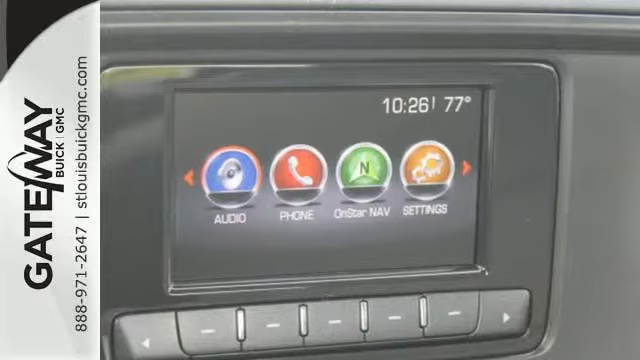 GATEWAY
BUICK | GMC
888-971-2647 | stlouisbuickgmc.com
10:26 77°
AUDIO PHONE OnStar NAV SETTINGS
N